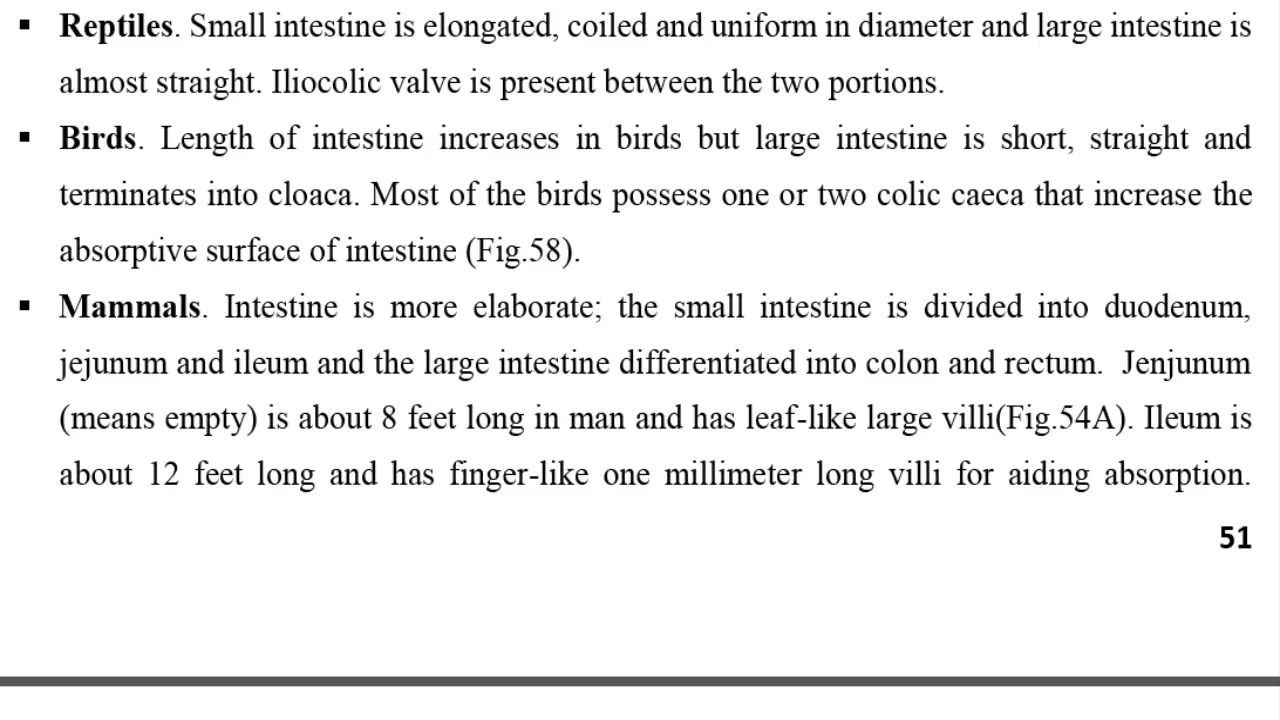 ▪ Reptiles. Small intestine is elongated, coiled and uniform in diameter and large intestine is
almost straight. Iliocolic valve is present between the two portions.
▪ Birds. Length of intestine increases in birds but large intestine is short, straight and
terminates into cloaca. Most of the birds possess one or two colic caeca that increase the
absorptive surface of intestine (Fig.58).
▪ Mammals. Intestine is more elaborate; the small intestine is divided into duodenum,
jejunum and ileum and the large intestine differentiated into colon and rectum.  Jenjunum
(means empty) is about 8 feet long in man and has leaf-like large villi(Fig.54A). Ileum is
about 12 feet long and has finger-like one millimeter long villi for aiding absorption.
51